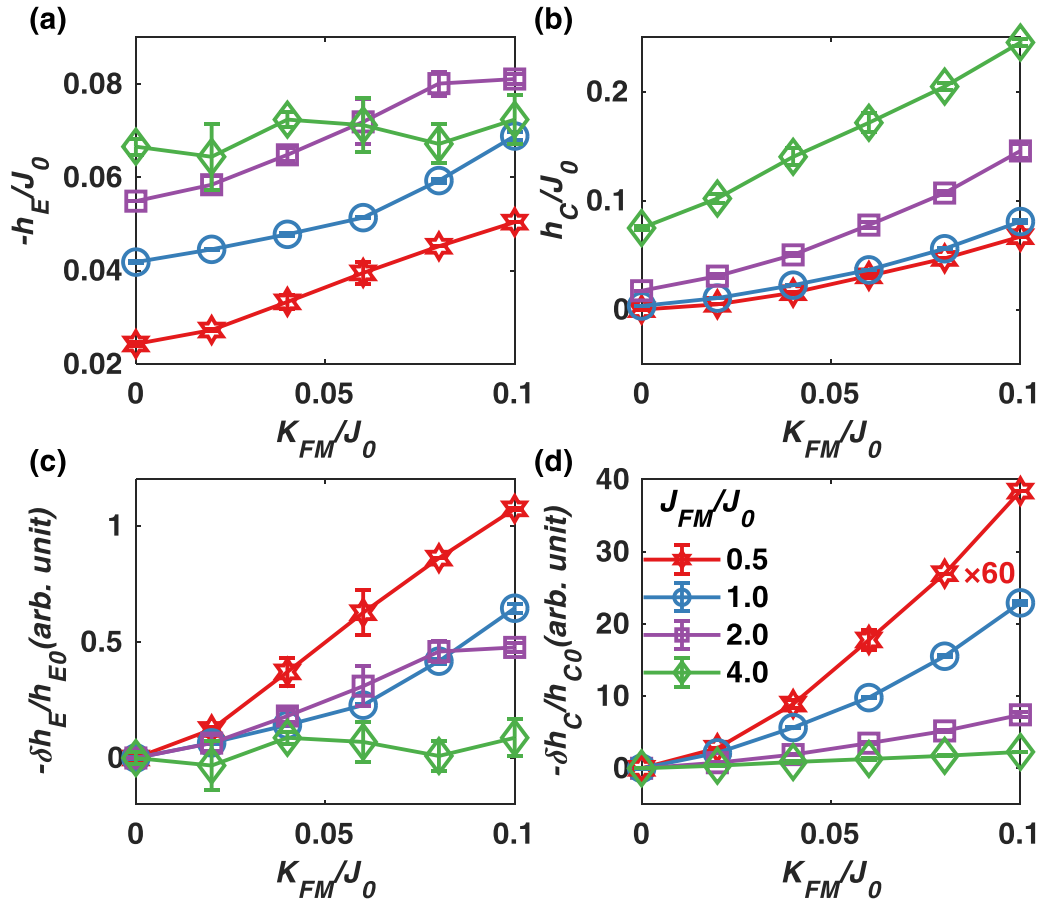 (a)
0.08
0.06
0.04
0.02
-h_E/J_0
0 0.05 0.1
K_FM/J_0
(b)
0.2
0.1
0
h_C/J_0
0 0.05 0.1
K_FM/J_0
(c)
1
0.5
0
-δh_E/h_E0(arb. unit)
0 0.05 0.1
K_FM/J_0
(d)
40
30
20
10
0
-δh_C/h_C0(arb. unit)
J_FM/J_0
0.5
1.0
2.0
4.0
×60
0 0.05 0.1
K_FM/J_0